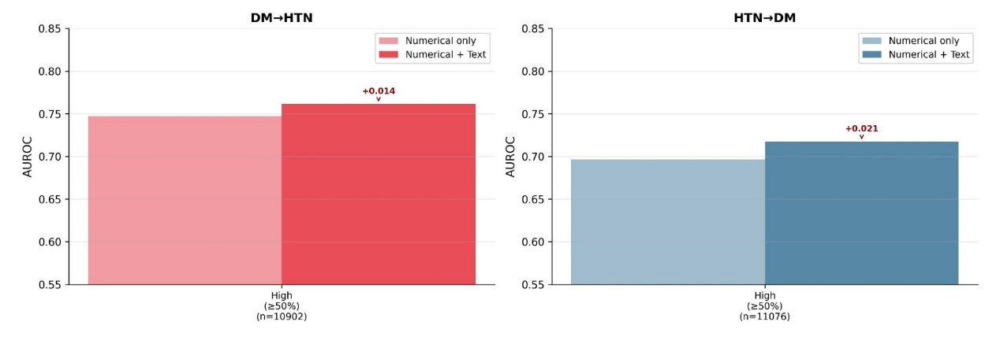 DM→HTN
0.85
0.80
0.75
0.70
0.65
0.60
0.55
AUROC
Numerical only
Numerical + Text
+0.014
High
(≥50%)
(n=10902)
HTN→DM
0.85
0.80
0.75
0.70
0.65
0.60
0.55
AUROC
Numerical only
Numerical + Text
+0.021
High
(≥50%)
(n=11076)